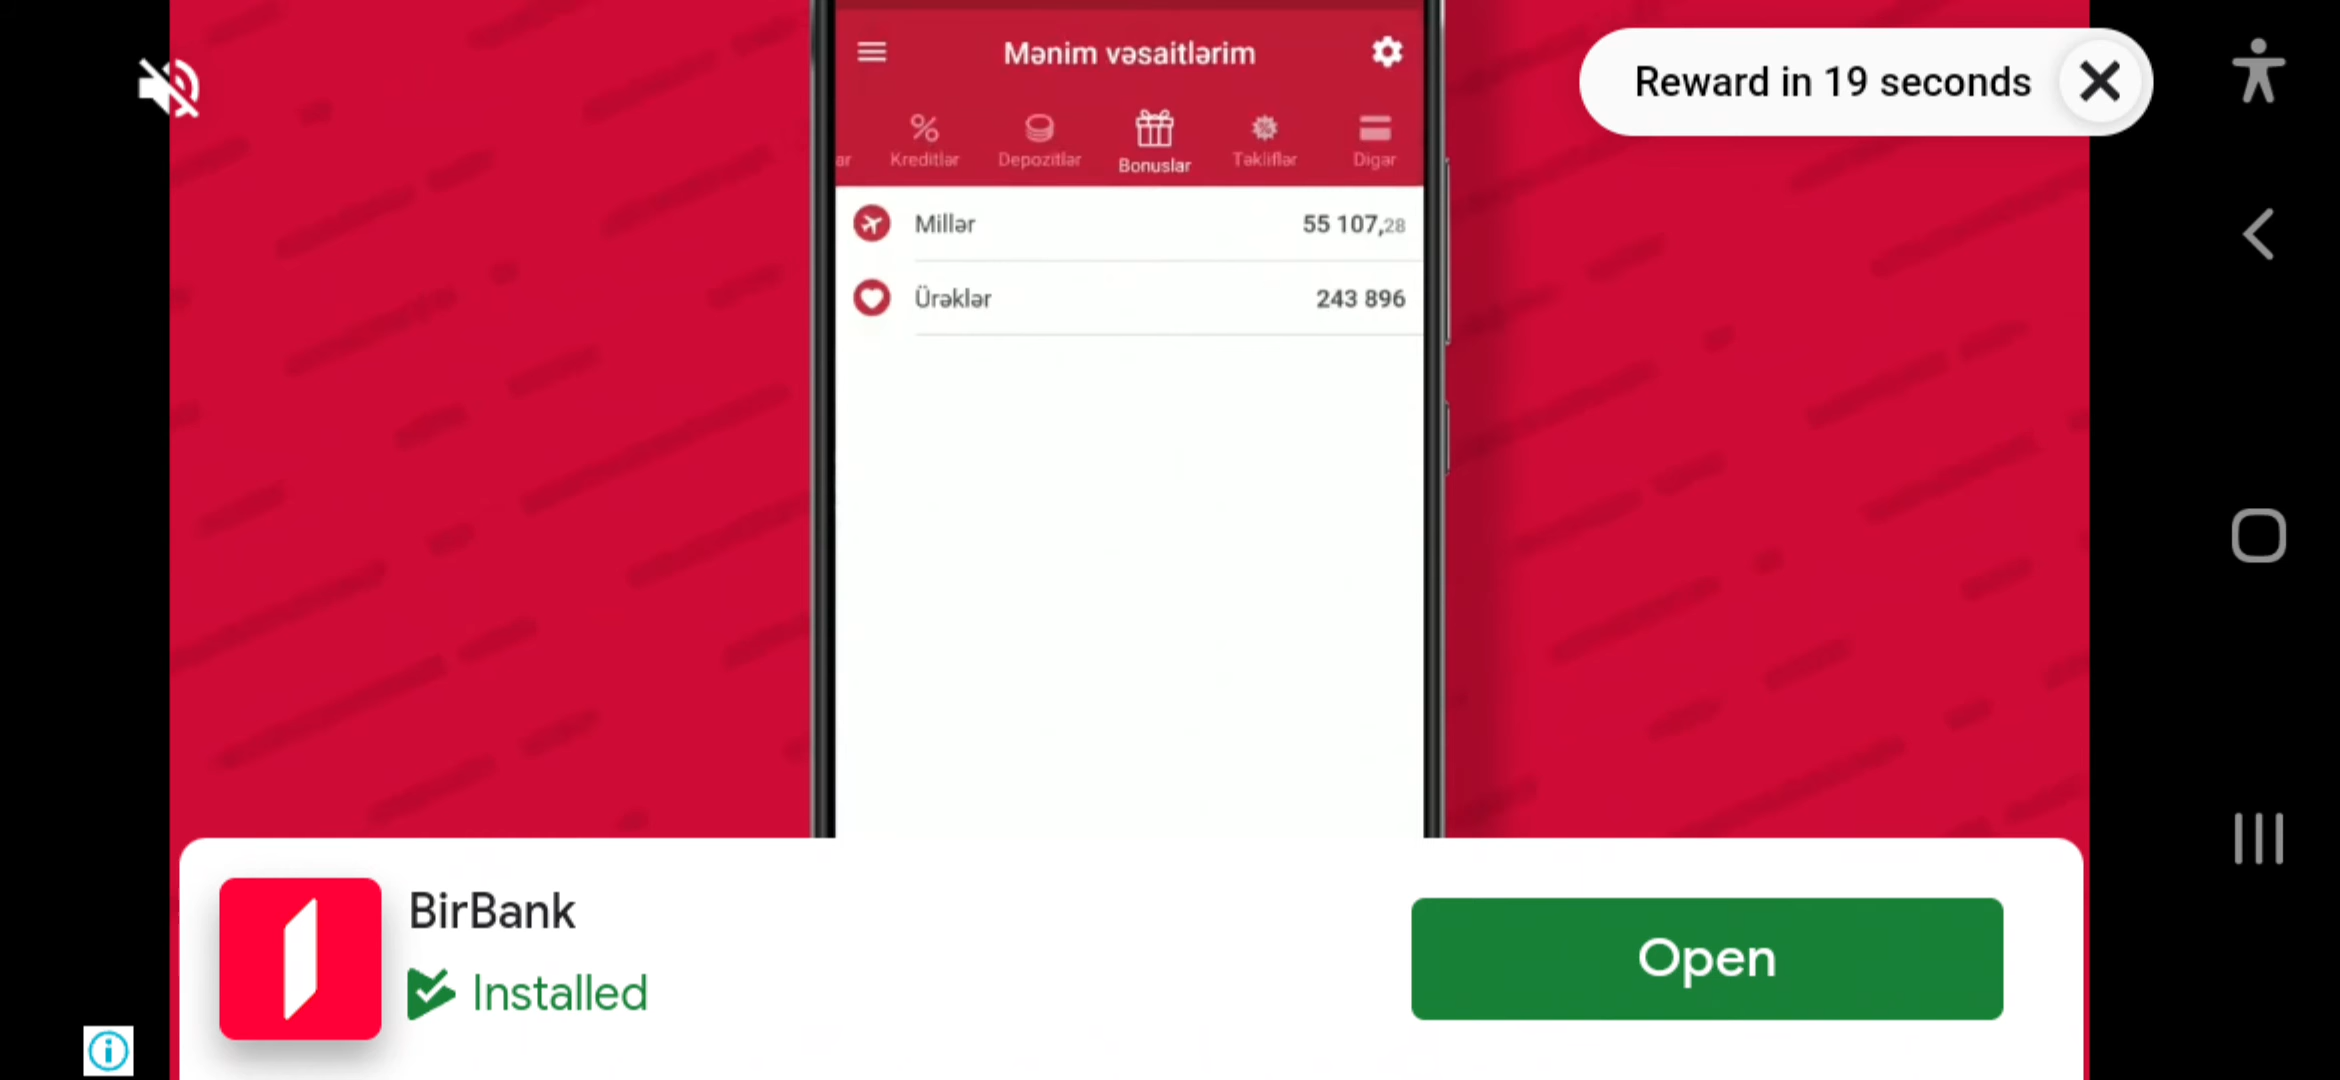 Mənim vəsaitlərim
Reward in 19 seconds
Kreditlər
Depozitlər
Bonuslar
Təkliflər
Digər
Millər
55 107,28
Ürəklər
243 896
BirBank
Installed
Open